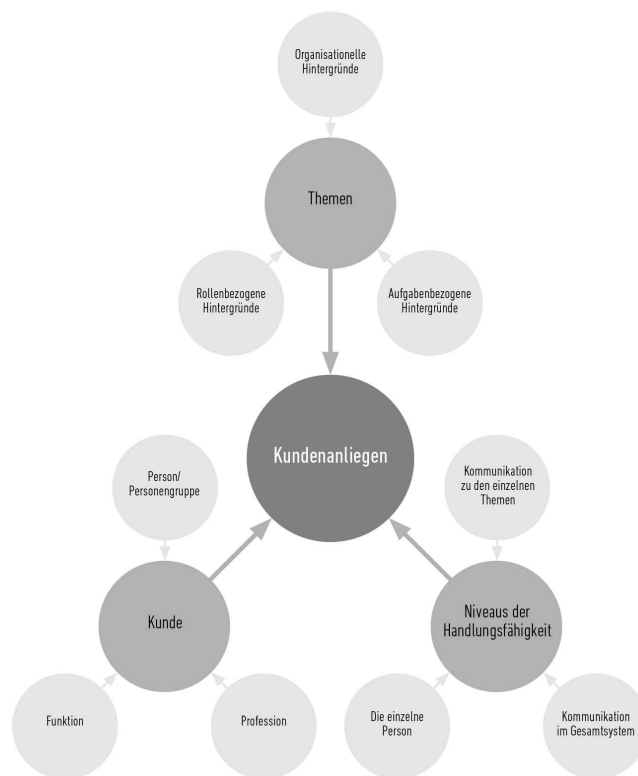 Organisationelle
Hintergründe
Themen
Rollenbezogene
Hintergründe
Aufgabenbezogene
Hintergründe
Kundenanliegen
Person/
Personengruppe
Kommunikation
zu den einzelnen
Themen
Kunde
Niveaus der
Handlungsfähigkeit
Funktion
Profession
Die einzelne
Person
Kommunikation
im Gesamtsystem